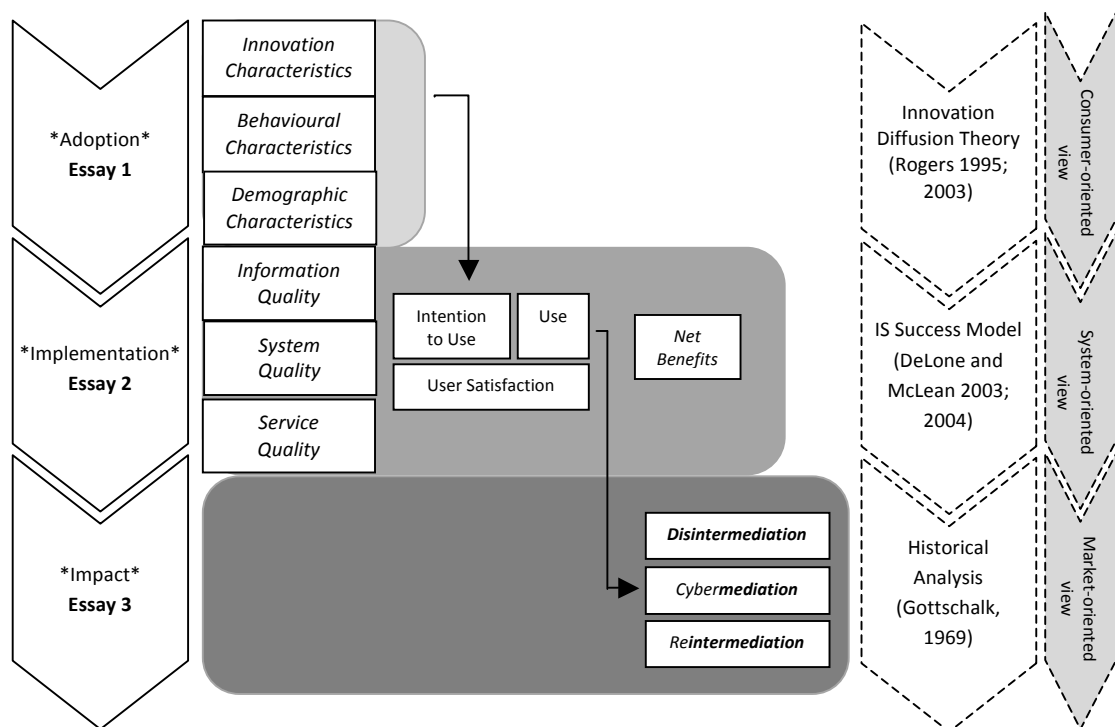 *Adoption*
Essay 1
Innovation
Characteristics
Behavioural
Characteristics
Demographic
Characteristics
Innovation
Diffusion Theory
(Rogers 1995;
2003)
Consumer-oriented
view
*Implementation*
Essay 2
Information
Quality
System
Quality
Service
Quality
Intention
to Use
Use
User Satisfaction
Net
Benefits
IS Success Model
(DeLone and
McLean 2003;
2004)
System-oriented
view
*Impact*
Essay 3
Disintermediation
Cybermediation
Reintermediation
Historical
Analysis
(Gottschalk,
1969)
Market-oriented
view